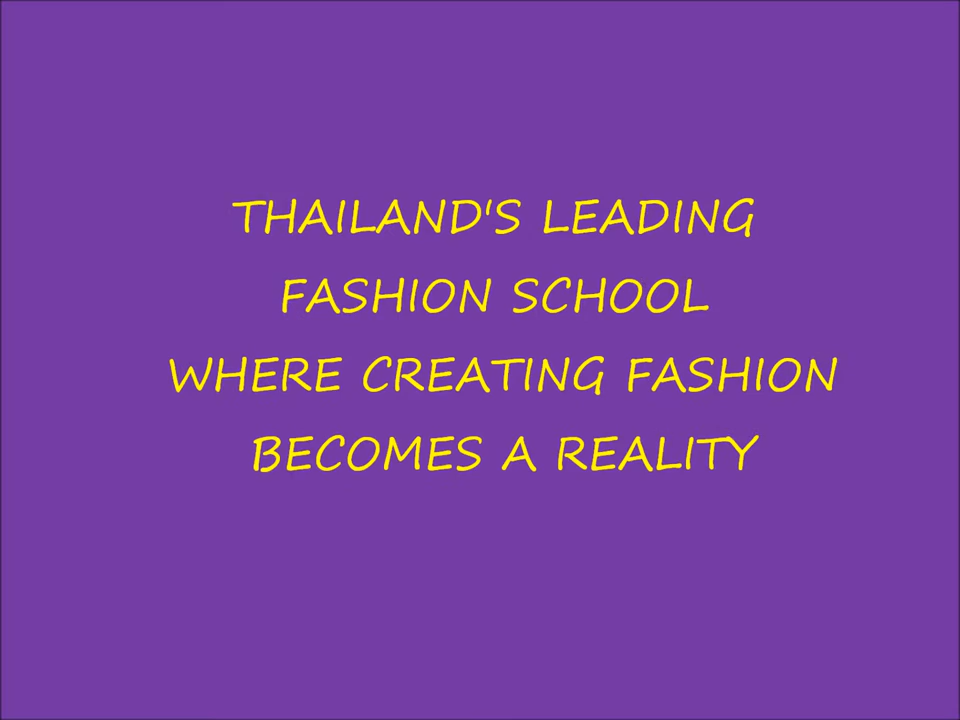 THAILAND'S LEADING
FASHION SCHOOL
WHERE CREATING FASHION
BECOMES A REALITY